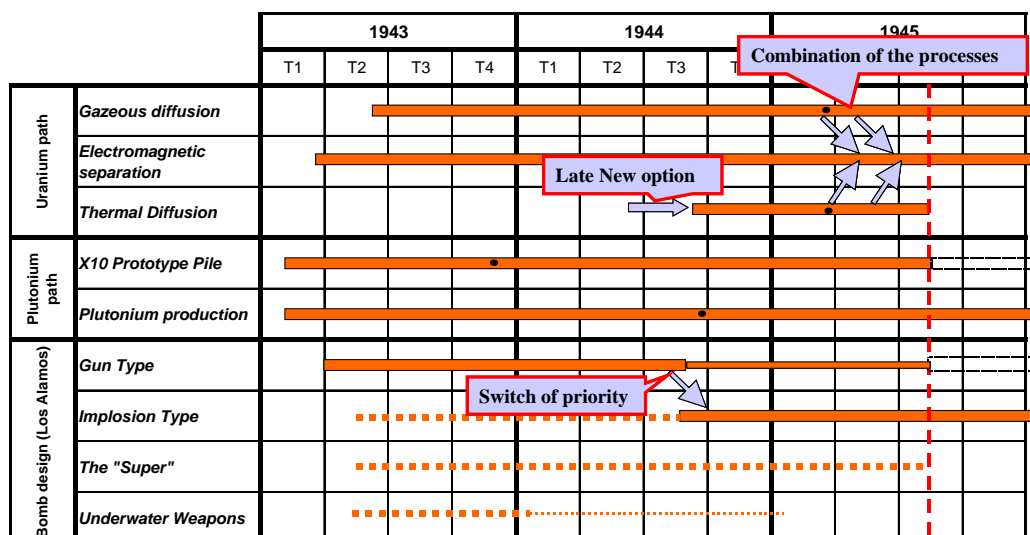 1943 1944 1945
T1 T2 T3 T4 T1 T2 T3
Combination of the processes
Uranium path
Gazeous diffusion
Electromagnetic
separation
Late New option
Thermal Diffusion
Plutonium
path
X10 Prototype Pile
Plutonium production
Bomb design (Los Alamos)
Gun Type
Switch of priority
Implosion Type
The "Super"
Underwater Weapons